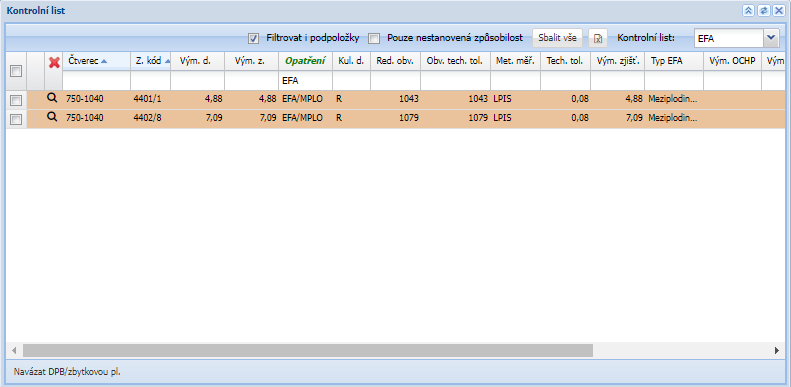 Kontrolní list
Filtrovat i podpoložky Pouze nestanovená způsobilost Sbalit vše Kontrolní list: EFA
Čtverec Z. kód Vým. d. Vým. z. Opatření Kul. d. Red. obv. Obv. tech. tol. Met. měř. Tech. tol. Vým. zjišť. Typ EFA Vým. OCHP Vým
EFA
750-1040 4401/1 4,88 4,88 EFA/MPLO R 1043 1043 LPIS 0,08 4,88 Meziplodin...
750-1040 4402/8 7,09 7,09 EFA/MPLO R 1079 1079 LPIS 0,08 7,09 Meziplodin...
Navázat DPB/zbytkovou pl.